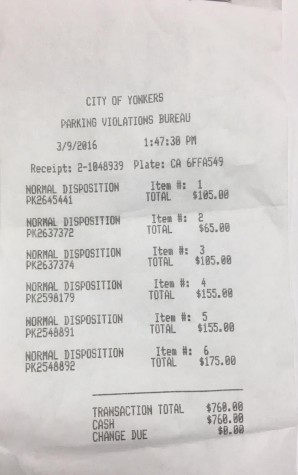 CITY OF YONKERS
PARKING VIOLATIONS BUREAU
3/9/2016 1:47:30 PM
Receipt: 2-1048939 Plate: CA 6FFA549
NORMAL DISPOSITION Item #: 1
PK2645441 TOTAL $105.00
NORMAL DISPOSITION Item #: 2
PK2637372 TOTAL $65.00
NORMAL DISPOSITION Item #: 3
PK2637374 TOTAL $105.00
NORMAL DISPOSITION Item #: 4
PK2598179 TOTAL $155.00
NORMAL DISPOSITION Item #: 5
PK2548891 TOTAL $155.00
NORMAL DISPOSITION Item #: 6
PK2548892 TOTAL $175.00
TRANSACTION TOTAL $760.00
CASH $760.00
CHANGE DUE $0.00